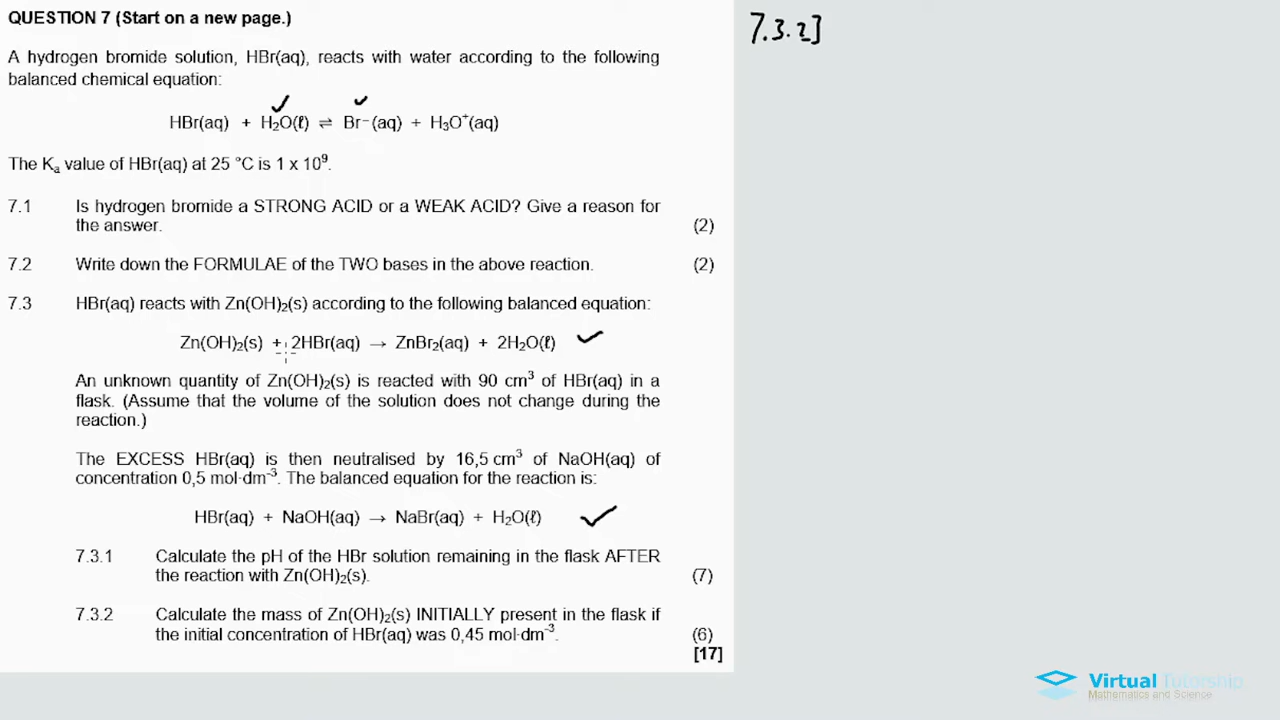 QUESTION 7 (Start on a new page.)
7.3.2]
A hydrogen bromide solution, HBr(aq), reacts with water according to the following
balanced chemical equation:
HBr(aq) + H₂O(ℓ) ⇌ Br⁻(aq) + H₃O⁺(aq)
The Kₐ value of HBr(aq) at 25 °C is 1 x 10⁹.
7.1 Is hydrogen bromide a STRONG ACID or a WEAK ACID? Give a reason for
the answer. (2)
7.2 Write down the FORMULAE of the TWO bases in the above reaction. (2)
7.3 HBr(aq) reacts with Zn(OH)₂(s) according to the following balanced equation:
Zn(OH)₂(s) + 2HBr(aq) → ZnBr₂(aq) + 2H₂O(ℓ)
An unknown quantity of Zn(OH)₂(s) is reacted with 90 cm³ of HBr(aq) in a
flask. (Assume that the volume of the solution does not change during the
reaction.)
The EXCESS HBr(aq) is then neutralised by 16,5 cm³ of NaOH(aq) of
concentration 0,5 mol·dm⁻³. The balanced equation for the reaction is:
HBr(aq) + NaOH(aq) → NaBr(aq) + H₂O(ℓ)
7.3.1 Calculate the pH of the HBr solution remaining in the flask AFTER
the reaction with Zn(OH)₂(s). (7)
7.3.2 Calculate the mass of Zn(OH)₂(s) INITIALLY present in the flask if
the initial concentration of HBr(aq) was 0,45 mol·dm⁻³. (6)
[17]
Virtual Tutorship
Mathematics and Science